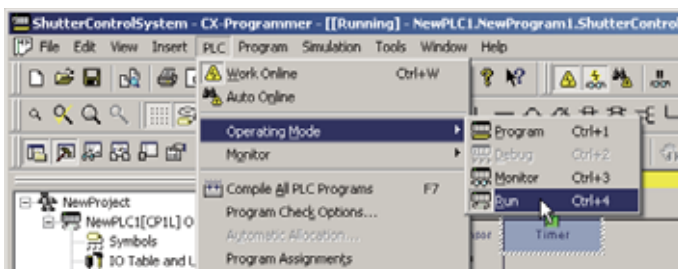 ShutterControlSystem - CX-Programmer - [[Running] - NewPLC1.NewProgram1.ShutterContro
File Edit View Insert PLC Program Simulation Tools Window Help
Work Online Ctrl+W
Auto Online
Operating Mode
Program Ctrl+1
Monitor
Debug Ctrl+2
Monitor Ctrl+3
Compile All PLC Programs F7
Run Ctrl+4
NewProject
NewPLC1[CP1L] O
Program Check Options...
Timer
Symbols
Automatic Allocation...
IO Table and U
Program Assignments